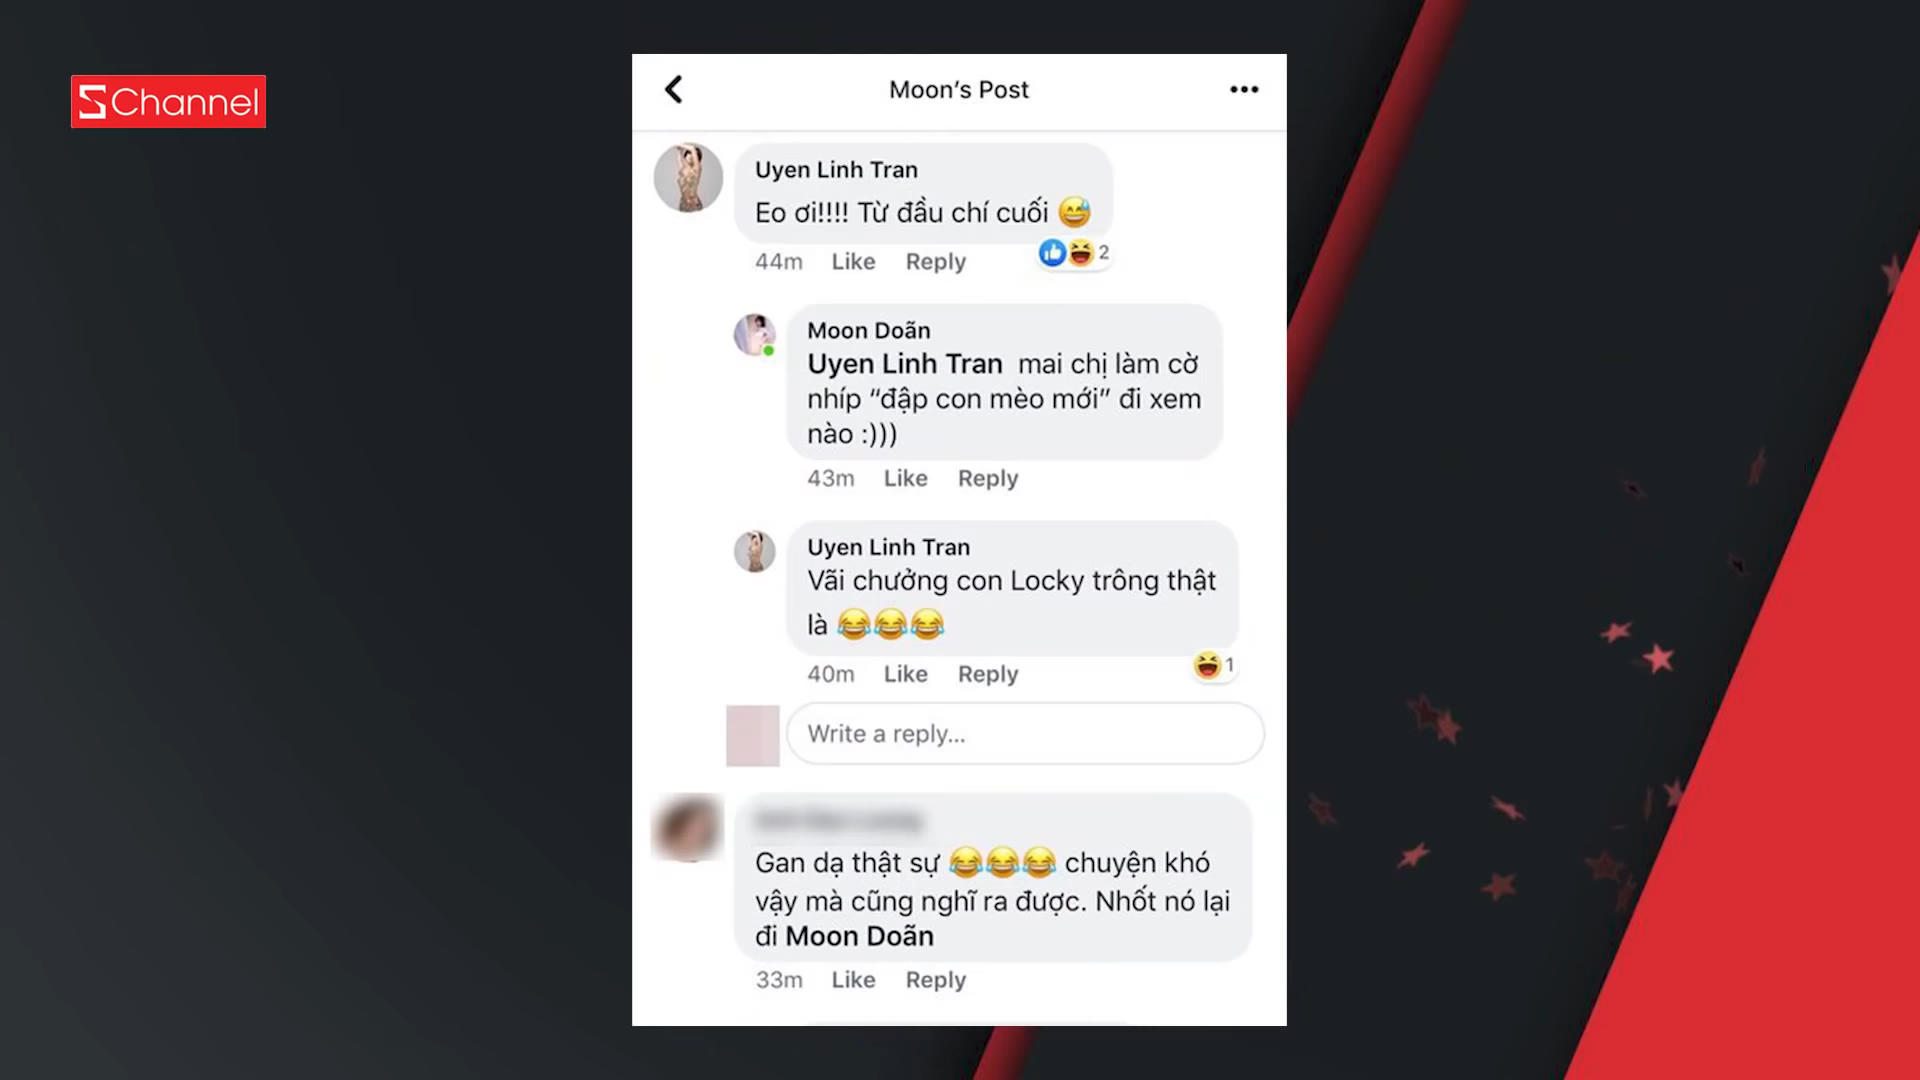 SChannel
Moon's Post
Uyen Linh Tran
Eo ơi!!!! Từ đầu chí cuối 😅
44m Like Reply 2
Moon Doãn
Uyen Linh Tran mai chị làm cờ
nhíp “đập con mèo mới” đi xem
nào :)))
43m Like Reply
Uyen Linh Tran
Vãi chưởng con Locky trông thật
là 😂😂😂
40m Like Reply 1
Write a reply...
Gan dạ thật sự 😂😂😂 chuyện khó
vậy mà cũng nghĩ ra được. Nhốt nó lại
đi Moon Doãn
33m Like Reply